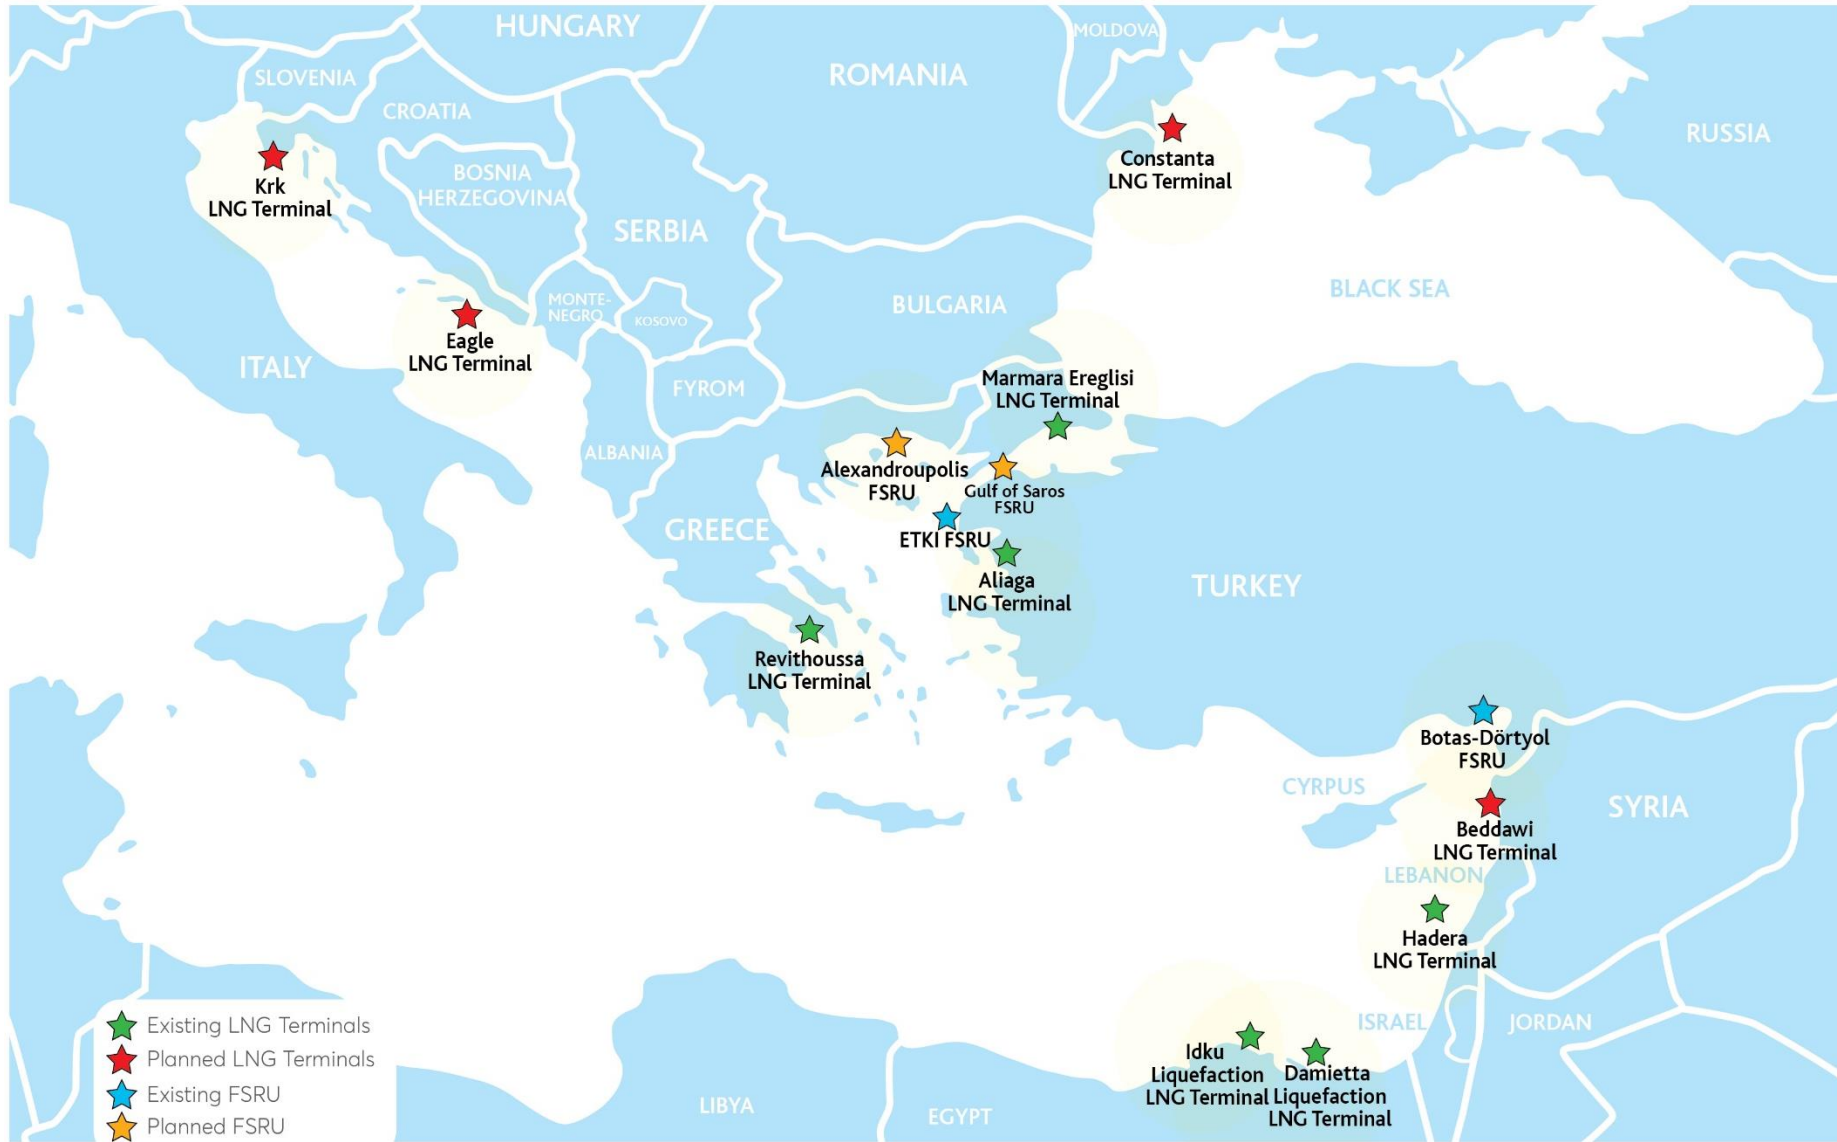 HUNGARY
MOLDOVA
ROMANIA
SLOVENIA
CROATIA
RUSSIA
Constanta
LNG Terminal
Krk
LNG Terminal
BOSNIA
HERZEGOVINA
SERBIA
BLACK SEA
MONTE-
NEGRO
KOSOVO
BULGARIA
Eagle
LNG Terminal
ITALY
FYROM
Marmara Ereglisi
LNG Terminal
ALBANIA
Alexandroupolis
FSRU
Gulf of Saros
FSRU
GREECE
ETKI FSRU
Aliaga
LNG Terminal
TURKEY
Revithoussa
LNG Terminal
Botas-Dörtyol
FSRU
CYRPUS
SYRIA
Beddawi
LNG Terminal
LEBANON
Hadera
LNG Terminal
ISRAEL
JORDAN
Idku
Liquefaction
LNG Terminal
Damietta
Liquefaction
LNG Terminal
LIBYA
EGYPT
Existing LNG Terminals
Planned LNG Terminals
Existing FSRU
Planned FSRU